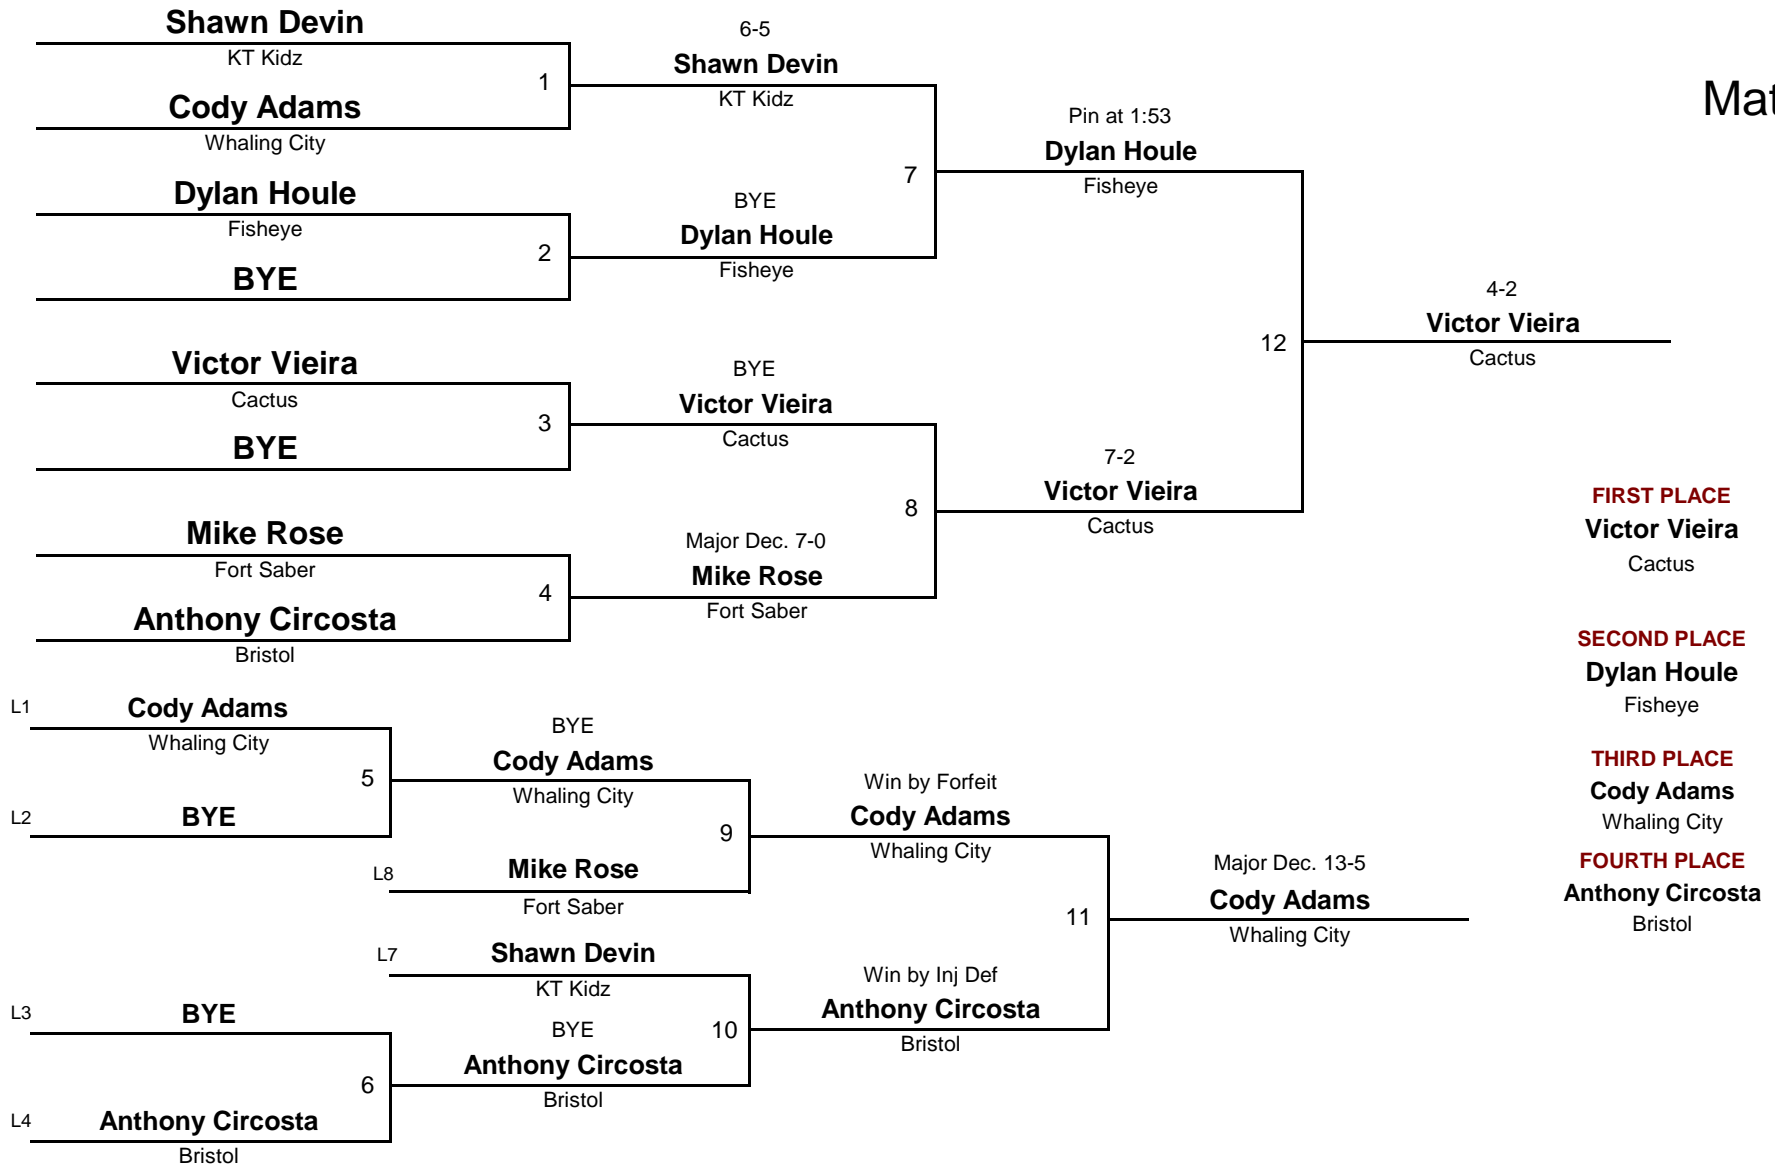 Shawn Devin
KT Kidz
1
Cody Adams
Whaling City
6-5
Shawn Devin
KT Kidz
Dylan Houle
Fisheye
2
BYE
BYE
Dylan Houle
Fisheye
7
Pin at 1:53
Dylan Houle
Fisheye
Mat
Victor Vieira
Cactus
3
BYE
BYE
Victor Vieira
Cactus
Mike Rose
Fort Saber
4
Anthony Circosta
Bristol
Major Dec. 7-0
Mike Rose
Fort Saber
8
7-2
Victor Vieira
Cactus
12
4-2
Victor Vieira
Cactus
FIRST PLACE
Victor Vieira
Cactus
SECOND PLACE
Dylan Houle
Fisheye
THIRD PLACE
Cody Adams
Whaling City
FOURTH PLACE
Anthony Circosta
Bristol
L1
Cody Adams
Whaling City
5
L2
BYE
BYE
Cody Adams
Whaling City
9
L8
Mike Rose
Fort Saber
Win by Forfeit
Cody Adams
Whaling City
L7
Shawn Devin
KT Kidz
L3
BYE
6
L4
Anthony Circosta
Bristol
BYE
Anthony Circosta
Bristol
10
Win by Inj Def
Anthony Circosta
Bristol
11
Major Dec. 13-5
Cody Adams
Whaling City